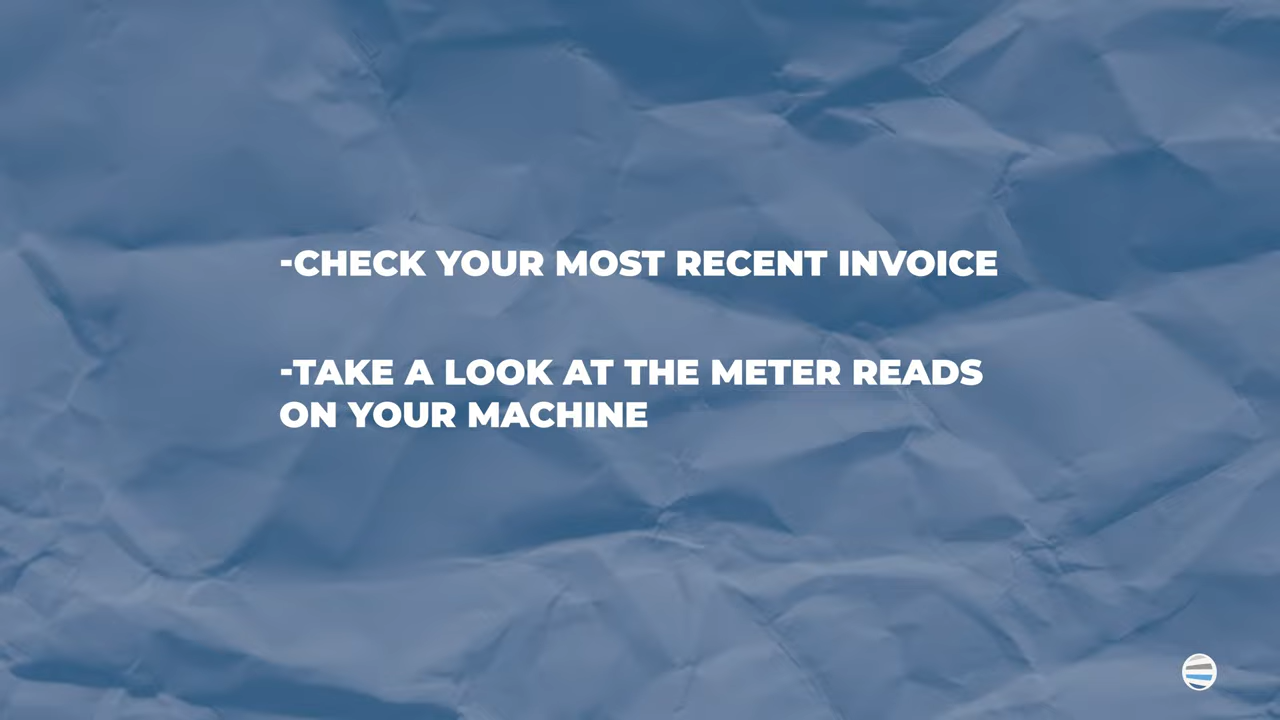 -CHECK YOUR MOST RECENT INVOICE
-TAKE A LOOK AT THE METER READS
ON YOUR MACHINE